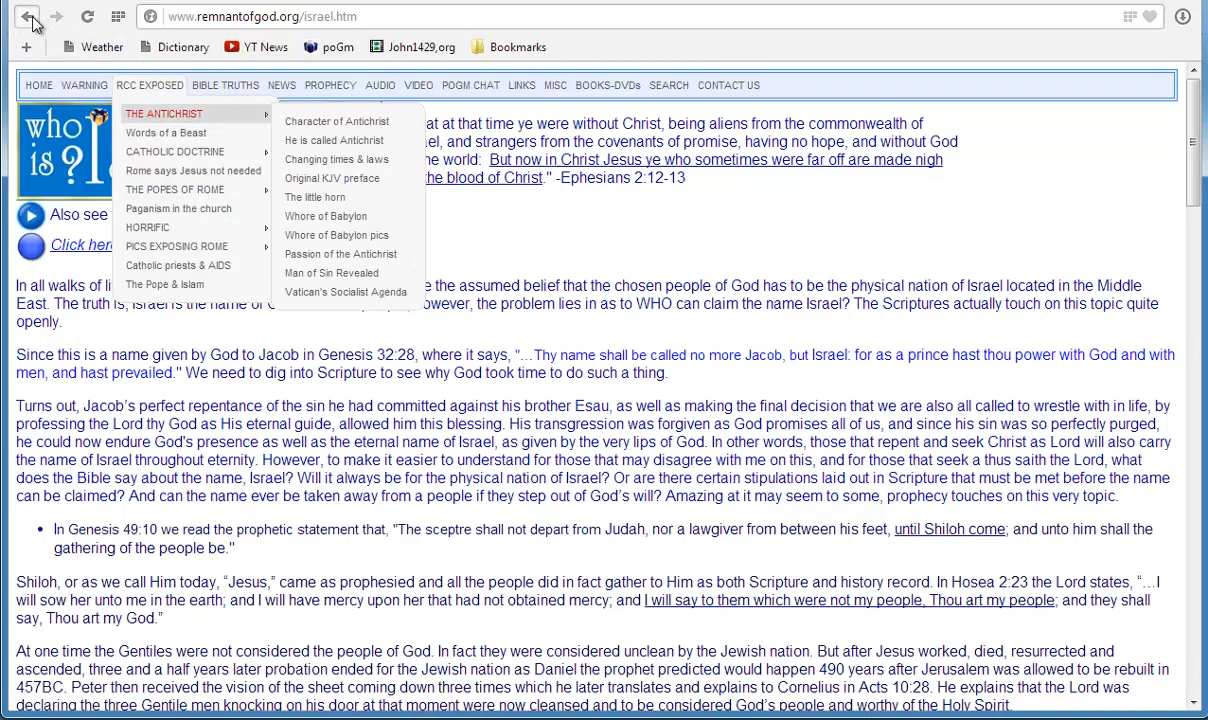 www.remnantofgod.org/israel.htm
Weather Dictionary YT News poGm John1429,org Bookmarks
HOME WARNING RCC EXPOSED BIBLE TRUTHS NEWS PROPHECY AUDIO VIDEO POGM CHAT LINKS MISC BOOKS-DVDs SEARCH CONTACT US
THE ANTICHRIST
Words of a Beast
CATHOLIC DOCTRINE
Rome says Jesus not needed
THE POPES OF ROME
Paganism in the church
HORRIFIC
PICS EXPOSING ROME
Catholic priests & AIDS
The Pope & Islam
Character of Antichrist
He is called Antichrist
Changing times & laws
Original KJV preface
The little horn
Whore of Babylon
Whore of Babylon pics
Passion of the Antichrist
Man of Sin Revealed
Vatican's Socialist Agenda
who
is ?
at at that time ye were without Christ, being aliens from the commonwealth of
el, and strangers from the covenants of promise, having no hope, and without God
the world: But now in Christ Jesus ye who sometimes were far off are made nigh
the blood of Christ." -Ephesians 2:12-13
Also see
Click here
In all walks of li e the assumed belief that the chosen people of God has to be the physical nation of Israel located in the Middle
East. The truth is, Israel is the name of G owever, the problem lies in as to WHO can claim the name Israel? The Scriptures actually touch on this topic quite
openly.
Since this is a name given by God to Jacob in Genesis 32:28, where it says, "...Thy name shall be called no more Jacob, but Israel: for as a prince hast thou power with God and with
men, and hast prevailed." We need to dig into Scripture to see why God took time to do such a thing.
Turns out, Jacob's perfect repentance of the sin he had committed against his brother Esau, as well as making the final decision that we are also all called to wrestle with in life, by
professing the Lord thy God as His eternal guide, allowed him this blessing. His transgression was forgiven as God promises all of us, and since his sin was so perfectly purged,
he could now endure God's presence as well as the eternal name of Israel, as given by the very lips of God. In other words, those that repent and seek Christ as Lord will also carry
the name of Israel throughout eternity. However, to make it easier to understand for those that may disagree with me on this, and for those that seek a thus saith the Lord, what
does the Bible say about the name, Israel? Will it always be for the physical nation of Israel? Or are there certain stipulations laid out in Scripture that must be met before the name
can be claimed? And can the name ever be taken away from a people if they step out of God's will? Amazing at it may seem to some, prophecy touches on this very topic.
• In Genesis 49:10 we read the prophetic statement that, "The sceptre shall not depart from Judah, nor a lawgiver from between his feet, until Shiloh come; and unto him shall the
gathering of the people be."
Shiloh, or as we call Him today, “Jesus,” came as prophesied and all the people did in fact gather to Him as both Scripture and history record. In Hosea 2:23 the Lord states, “...I
will sow her unto me in the earth; and I will have mercy upon her that had not obtained mercy; and I will say to them which were not my people, Thou art my people; and they shall
say, Thou art my God.”
At one time the Gentiles were not considered the people of God. In fact they were considered unclean by the Jewish nation. But after Jesus worked, died, resurrected and
ascended, three and a half years later probation ended for the Jewish nation as Daniel the prophet predicted would happen 490 years after Jerusalem was allowed to be rebuilt in
457BC. Peter then received the vision of the sheet coming down three times which he later translates and explains to Cornelius in Acts 10:28. He explains that the Lord was
declaring the three Gentile men knocking on his door at that moment were now cleansed and to be considered God's people and worthy of the Holy Spirit.